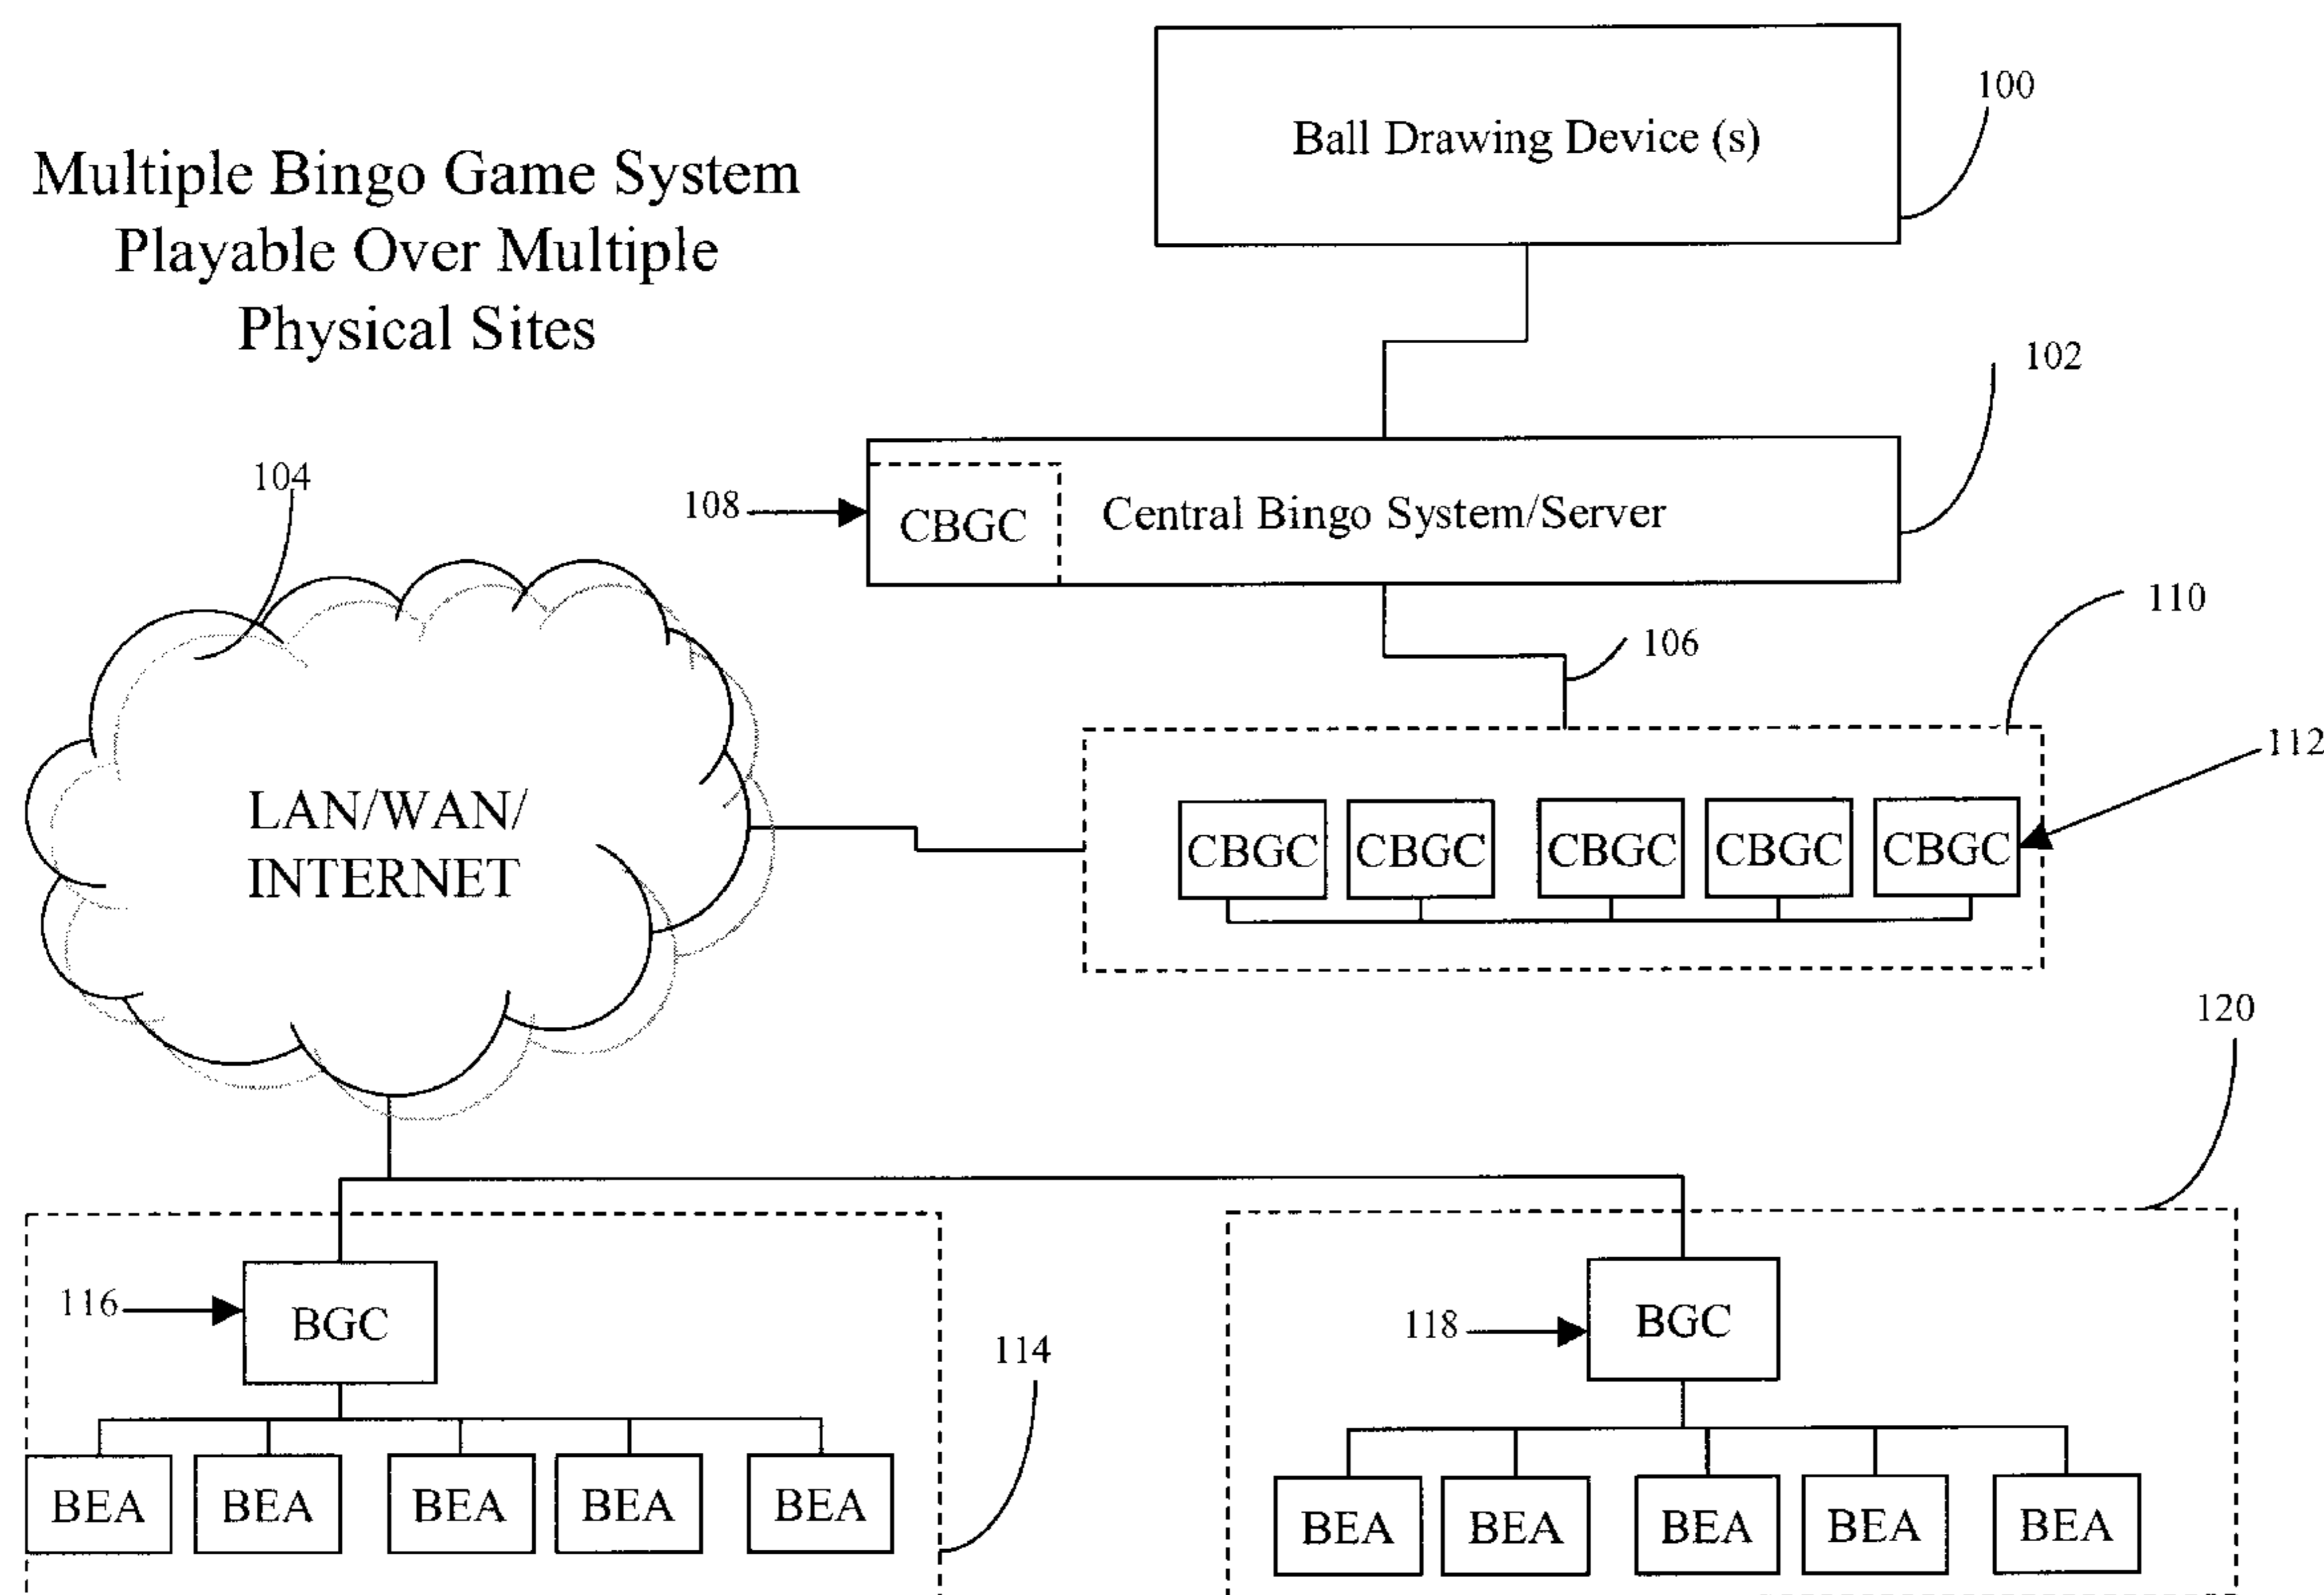 100
Ball Drawing Device (s)
Multiple Bingo Game System
Playable Over Multiple
Physical Sites
102
104
108
CBGC
Central Bingo System/Server
110
106
112
LAN/WAN/
INTERNET
CBGC CBGC CBGC CBGC CBGC
120
116
BGC
118
BGC
114
BEA BEA BEA BEA BEA
BEA BEA BEA BEA BEA